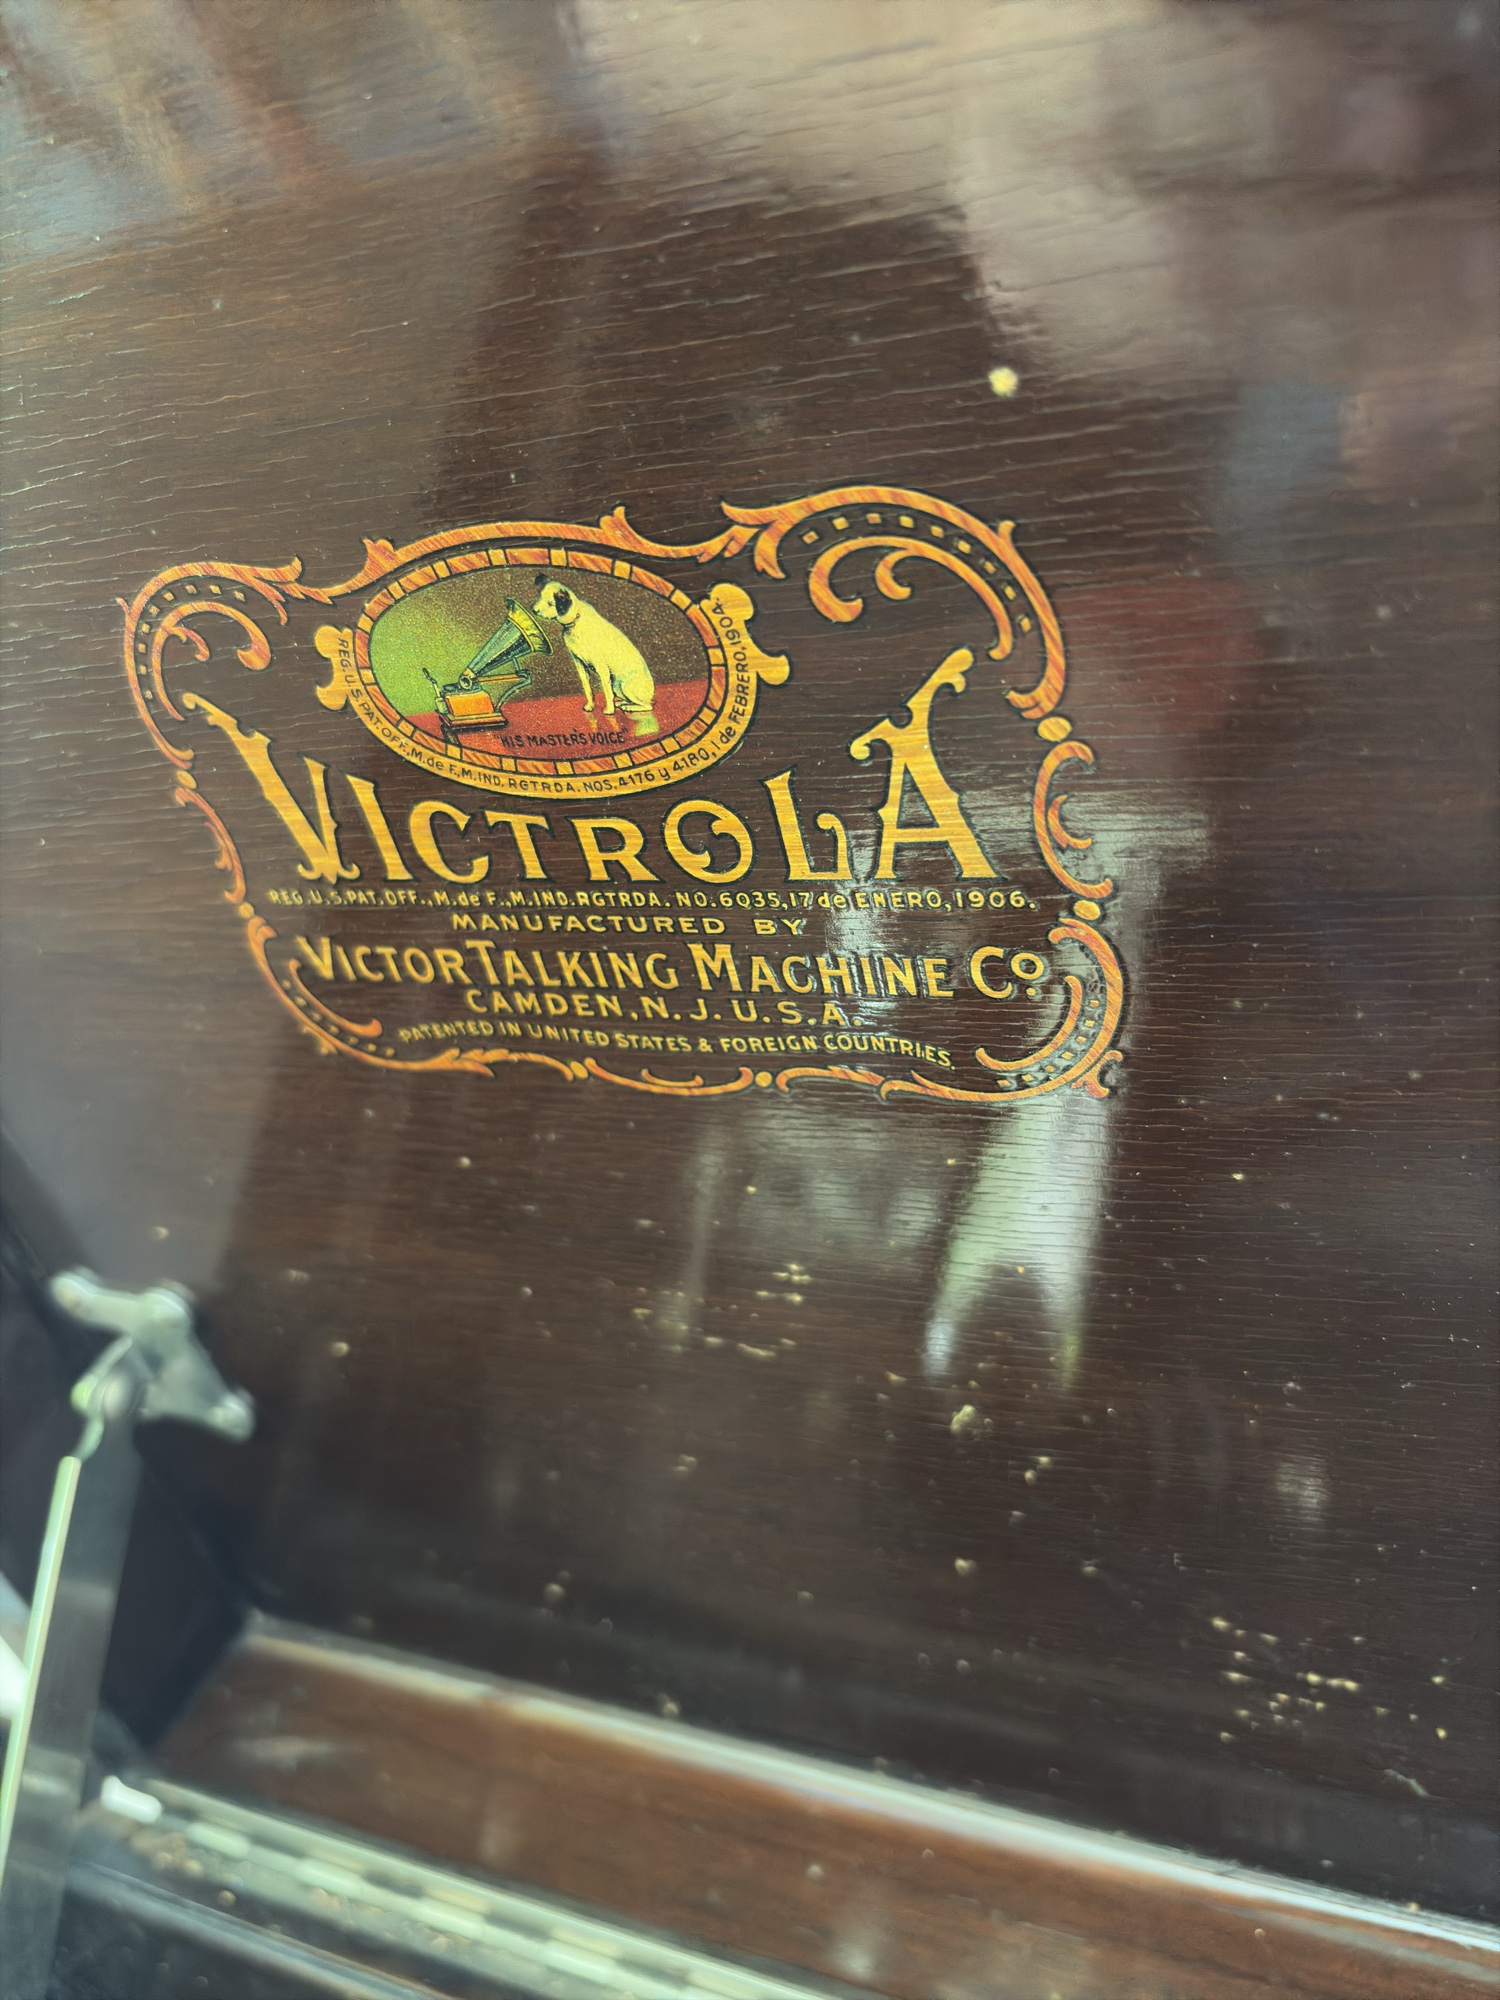 "HIS MASTERS VOICE"
REG. U.S. PAT. OFF., M. de F., M. IND. RGTRDA. NOS. 4176 y 4180, 1 de FEBRERO, 1904.
VICTROLA
REG. U.S. PAT. OFF., M. de F., M. IND. RGTRDA. NO. 6035, 17 de ENERO, 1906.
MANUFACTURED BY
VICTOR TALKING MACHINE Co.
CAMDEN, N. J. U. S. A.
PATENTED IN UNITED STATES & FOREIGN COUNTRIES.